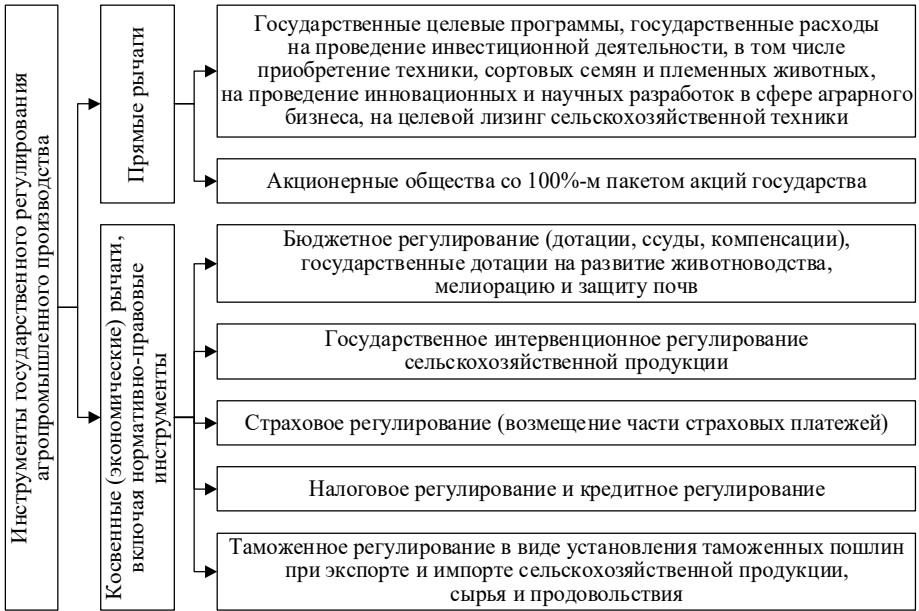 Инструменты государственного регулирования
агропромышленного производства
Прямые рычаги
Государственные целевые программы, государственные расходы
на проведение инвестиционной деятельности, в том числе
приобретение техники, сортовых семян и племенных животных,
на проведение инновационных и научных разработок в сфере аграрного
бизнеса, на целевой лизинг сельскохозяйственной техники
Акционерные общества со 100%-м пакетом акций государства
Косвенные (экономические) рычаги,
включая нормативно-правовые
инструменты
Бюджетное регулирование (дотации, ссуды, компенсации),
государственные дотации на развитие животноводства,
мелиорацию и защиту почв
Государственное интервенционное регулирование
сельскохозяйственной продукции
Страховое регулирование (возмещение части страховых платежей)
Налоговое регулирование и кредитное регулирование
Таможенное регулирование в виде установления таможенных пошлин
при экспорте и импорте сельскохозяйственной продукции,
сырья и продовольствия